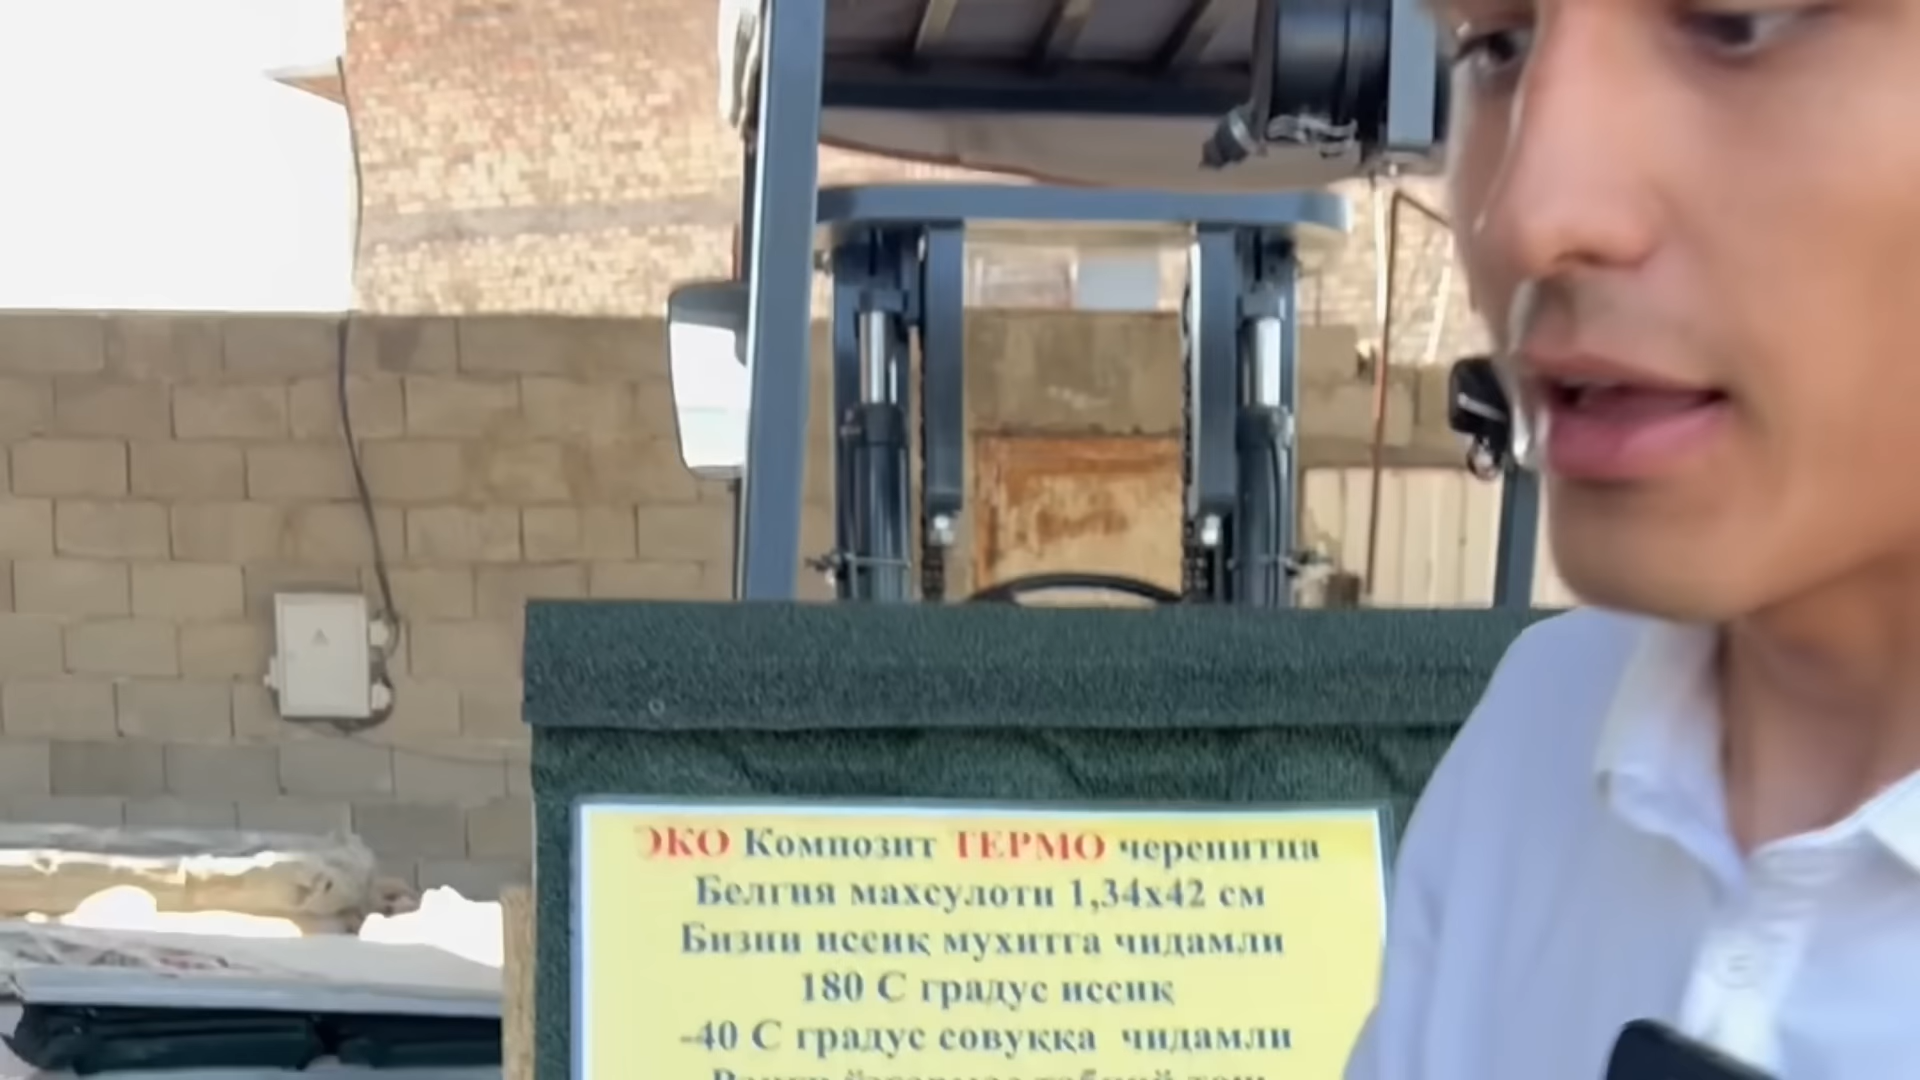 ЭКО Композит ТЕРМО черепитца
Белгия махсулоти 1,34х42 см
Бизни иссиқ мухитга чидамли
180 С градус иссиқ
-40 С градус совуққа чидамли